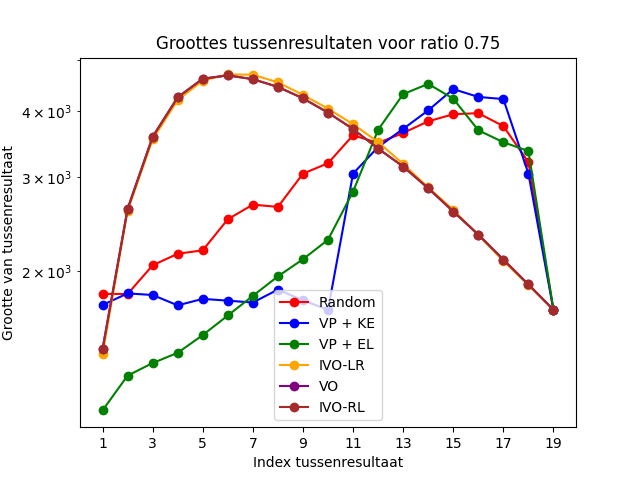 Groottes tussenresultaten voor ratio 0.75
Grootte van tussenresultaat
4 × 10³
3 × 10³
2 × 10³
Random
VP + KE
VP + EL
IVO-LR
VO
IVO-RL
1 3 5 7 9 11 13 15 17 19
Index tussenresultaat